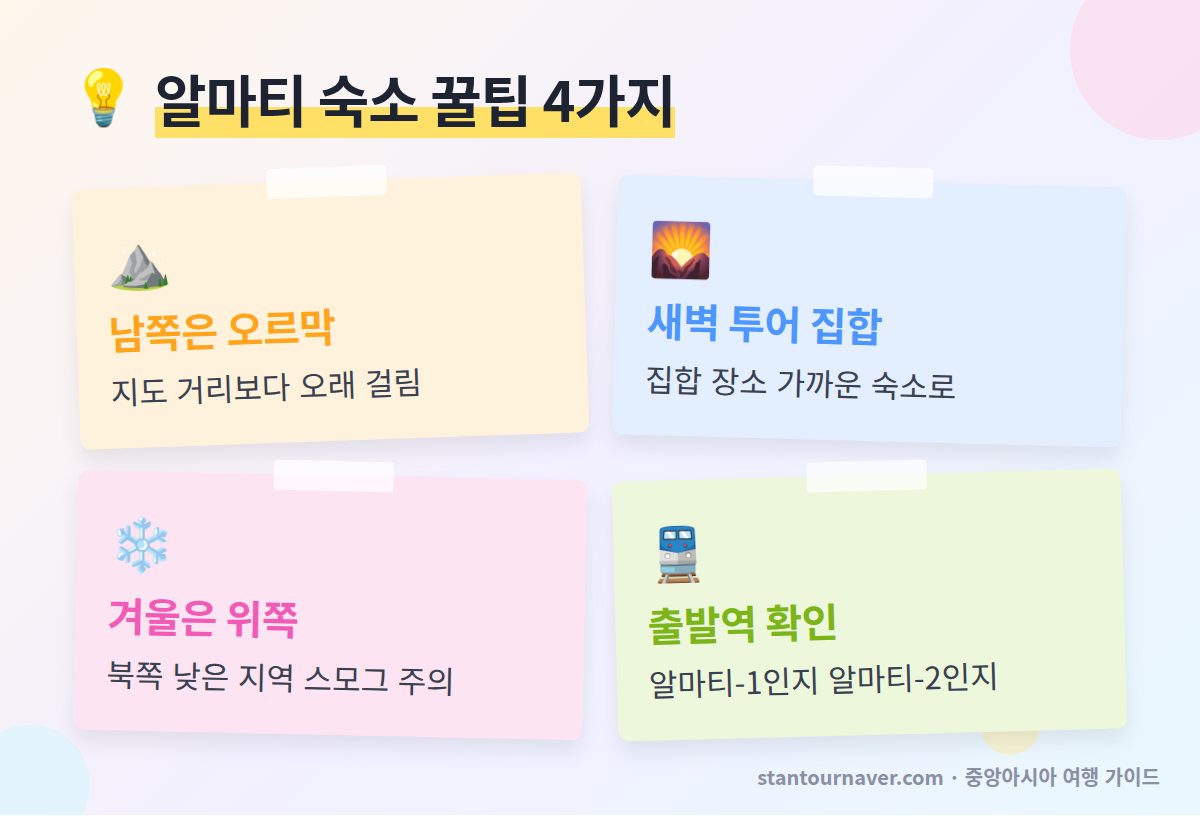 알마티 숙소 꿀팁 4가지
남쪽은 오르막
지도 거리보다 오래 걸림
새벽 투어 집합
집합 장소 가까운 숙소로
겨울은 위쪽
북쪽 낮은 지역 스모그 주의
출발역 확인
알마티-1인지 알마티-2인지
stantournaver.com · 중앙아시아 여행 가이드